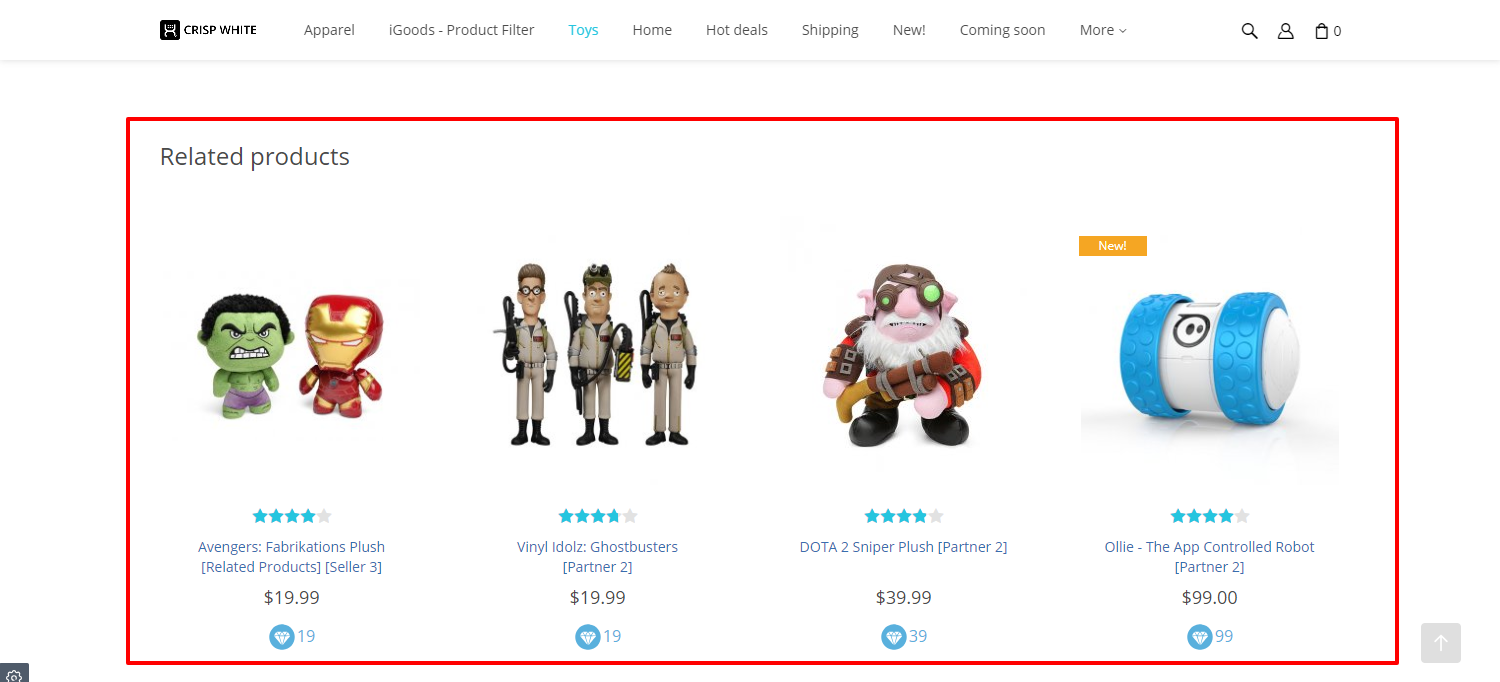 CRISP WHITE
Apparel
iGoods - Product Filter
Toys
Home
Hot deals
Shipping
Coming soon
New!
More
0
Related products
New!
Avengers: Fabrikations Plush
[Related Products] [Seller 3]
$19.99
19
Vinyl Idolz: Ghostbusters
[Partner 2]
$19.99
19
DOTA 2 Sniper Plush [Partner 2]
$39.99
39
Ollie - The App Controlled Robot
[Partner 2]
$99.00
99